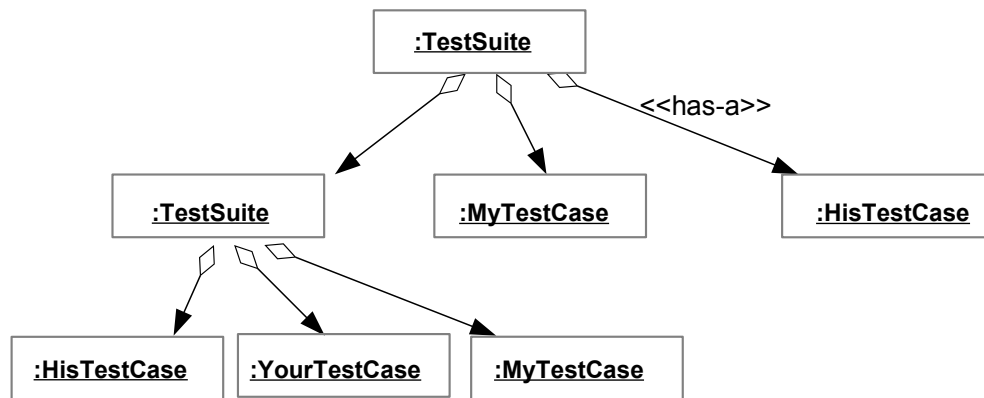 :TestSuite
<<has-a>>
:TestSuite
:MyTestCase
:HisTestCase
:HisTestCase
:YourTestCase
:MyTestCase